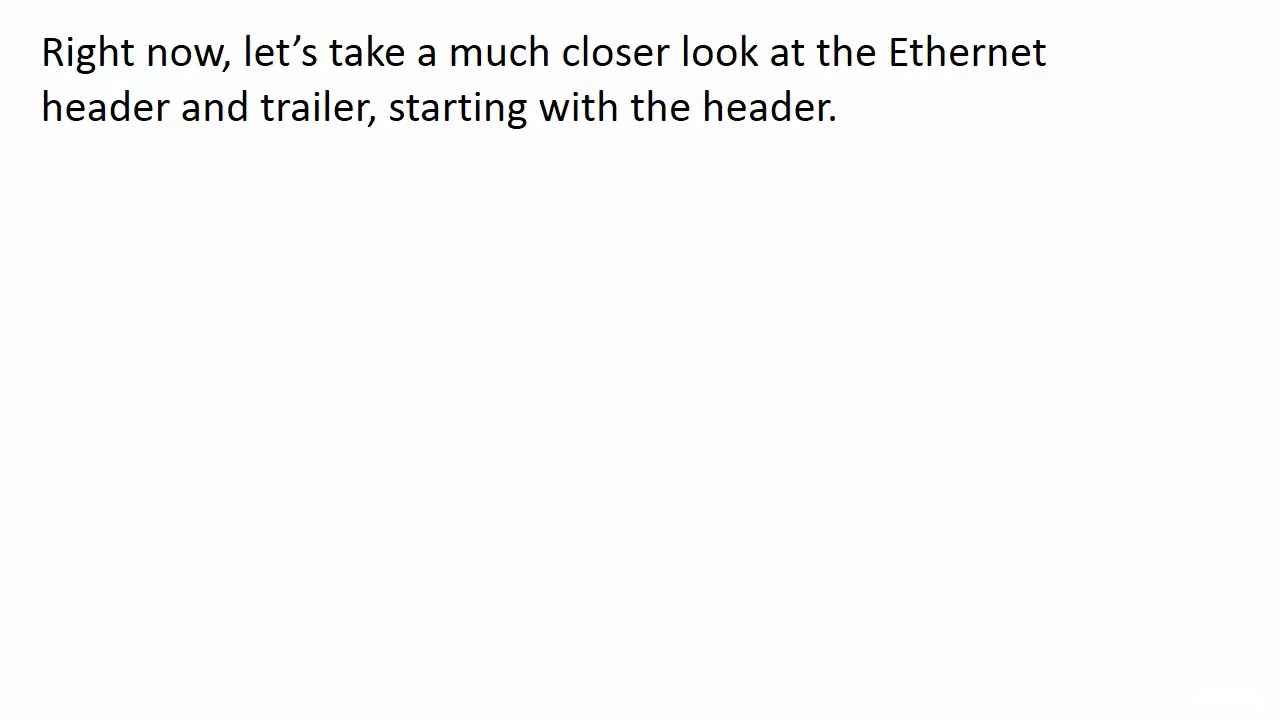 Right now, let’s take a much closer look at the Ethernet
header and trailer, starting with the header.